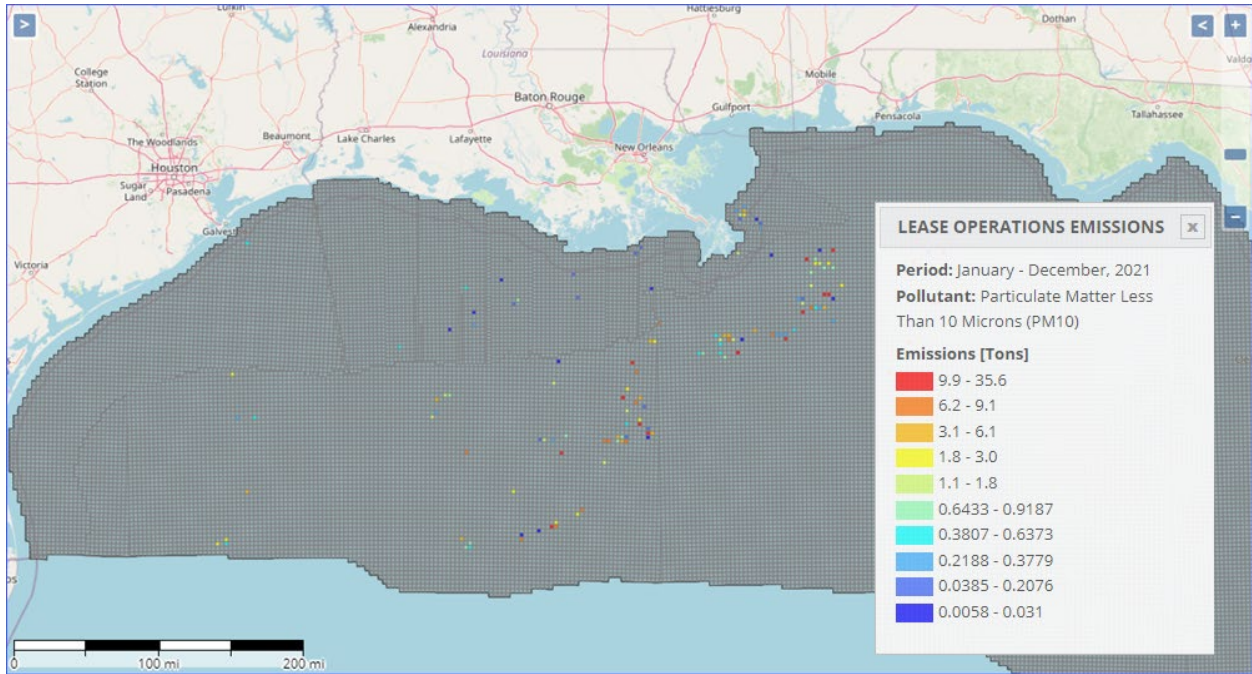 >
Lufkin
Alexandria
Hattiesburg
Dothan
<
+
Louisiana
Valdo
College
Station
Mobile
Baton Rouge
Gulfport
Pensacola
Tallahassee
The Woodlands
Beaumont
Lake Charles
Lafayette
New Orleans
Houston
Sugar
Land
Pasadena
Galvest
Victoria
−
LEASE OPERATIONS EMISSIONS
x
Period: January - December, 2021
Pollutant: Particulate Matter Less
Than 10 Microns (PM10)
Emissions [Tons]
9.9 - 35.6
6.2 - 9.1
3.1 - 6.1
1.8 - 3.0
1.1 - 1.8
0.6433 - 0.9187
0.3807 - 0.6373
0.2188 - 0.3779
0.0385 - 0.2076
0.0058 - 0.031
os
0
100 mi
200 mi